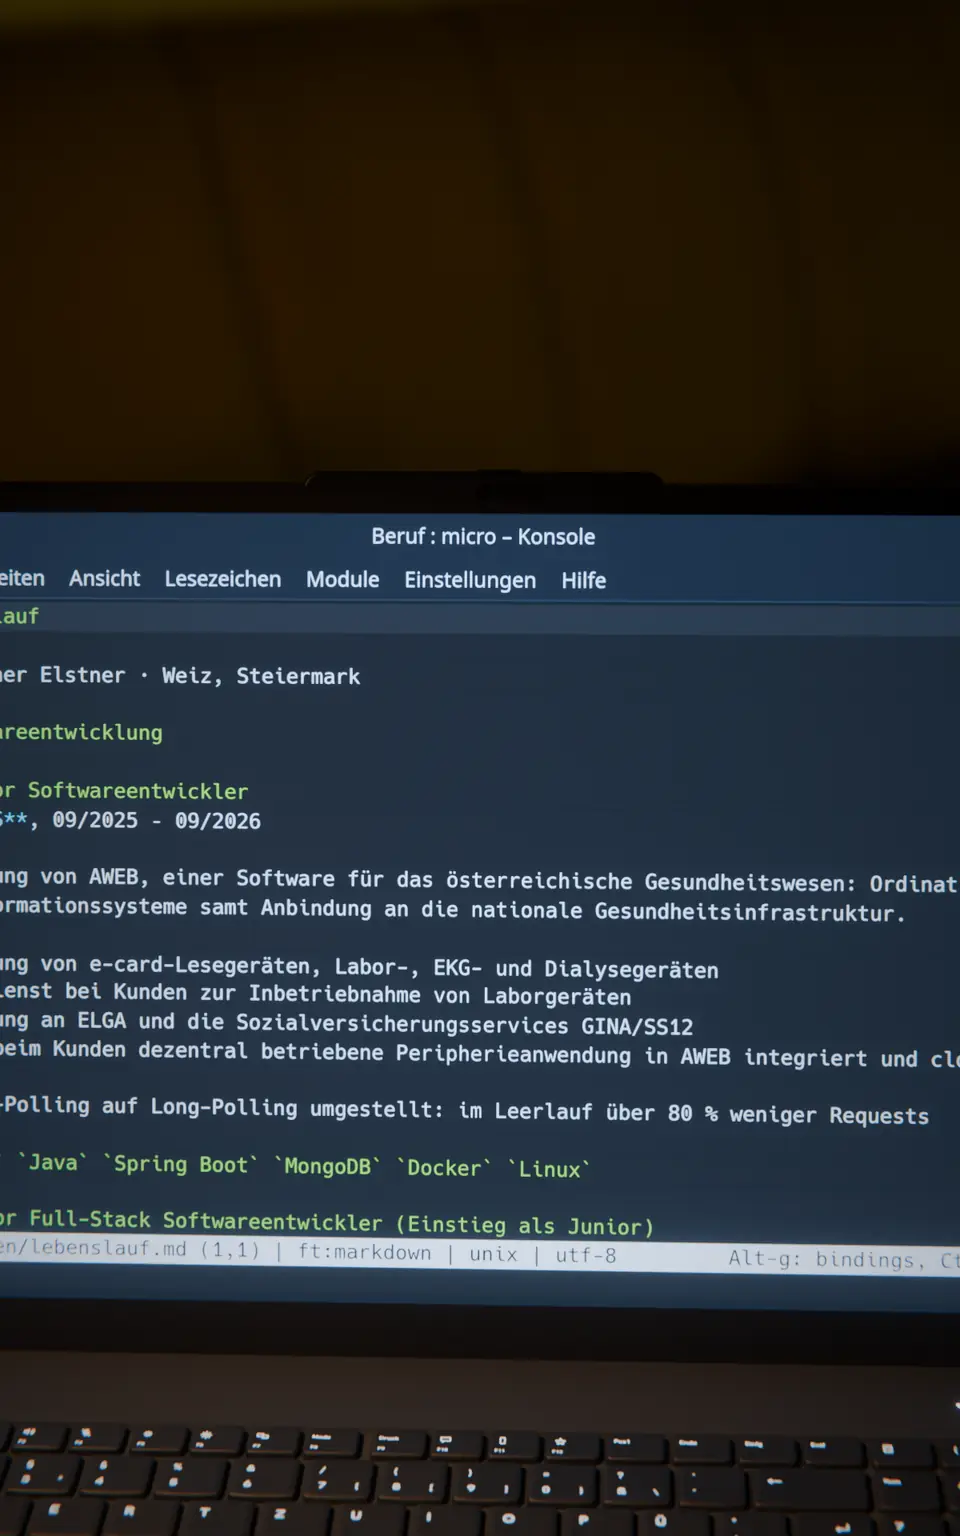 Beruf : micro – Konsole
eiten Ansicht Lesezeichen Module Einstellungen Hilfe
lauf
ner Elstner · Weiz, Steiermark
areentwicklung
or Softwareentwickler
S**, 09/2025 - 09/2026
ung von AWEB, einer Software für das österreichische Gesundheitswesen: Ordinat
ormationssysteme samt Anbindung an die nationale Gesundheitsinfrastruktur.
ung von e-card-Lesegeräten, Labor-, EKG- und Dialysegeräten
ienst bei Kunden zur Inbetriebnahme von Laborgeräten
ung an ELGA und die Sozialversicherungsservices GINA/SS12
beim Kunden dezentral betriebene Peripherieanwendung in AWEB integriert und clo
-Polling auf Long-Polling umgestellt: im Leerlauf über 80 % weniger Requests
` `Java` `Spring Boot` `MongoDB` `Docker` `Linux`
or Full-Stack Softwareentwickler (Einstieg als Junior)
en/lebenslauf.md (1,1) | ft:markdown | unix | utf-8 Alt-g: bindings, Ct
E R T Z U I O P Ü